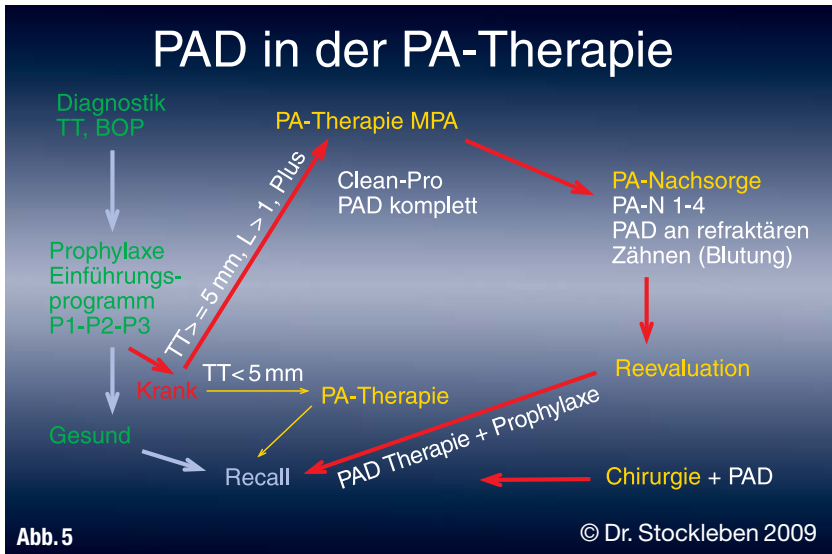 PAD in der PA-Therapie
Diagnostik
TT, BOP
Prophylaxe
Einführungs-
programm
P1-P2-P3
Krank
Gesund
TT> = 5 mm, L > 1, Plus
TT< 5 mm
PA-Therapie MPA
Clean-Pro
PAD komplett
PA-Nachsorge
PA-N 1-4
PAD an refraktären
Zähnen (Blutung)
Reevaluation
PA-Therapie
PAD Therapie + Prophylaxe
Recall
Chirurgie + PAD
Abb. 5
© Dr. Stockleben 2009